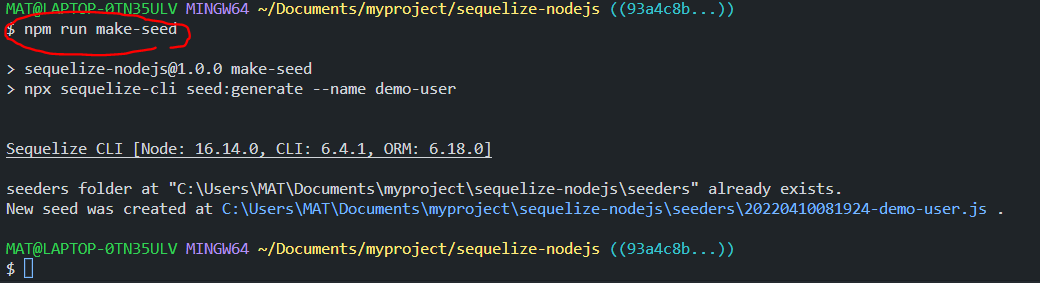 MAT@LAPTOP-0TN35ULV MINGW64 ~/Documents/myproject/sequelize-nodejs ((93a4c8b...))
$ npm run make-seed
> sequelize-nodejs@1.0.0 make-seed
> npx sequelize-cli seed:generate --name demo-user
Sequelize CLI [Node: 16.14.0, CLI: 6.4.1, ORM: 6.18.0]
seeders folder at "C:\Users\MAT\Documents\myproject\sequelize-nodejs\seeders" already exists.
New seed was created at C:\Users\MAT\Documents\myproject\sequelize-nodejs\seeders\20220410081924-demo-user.js .
MAT@LAPTOP-0TN35ULV MINGW64 ~/Documents/myproject/sequelize-nodejs ((93a4c8b...))
$